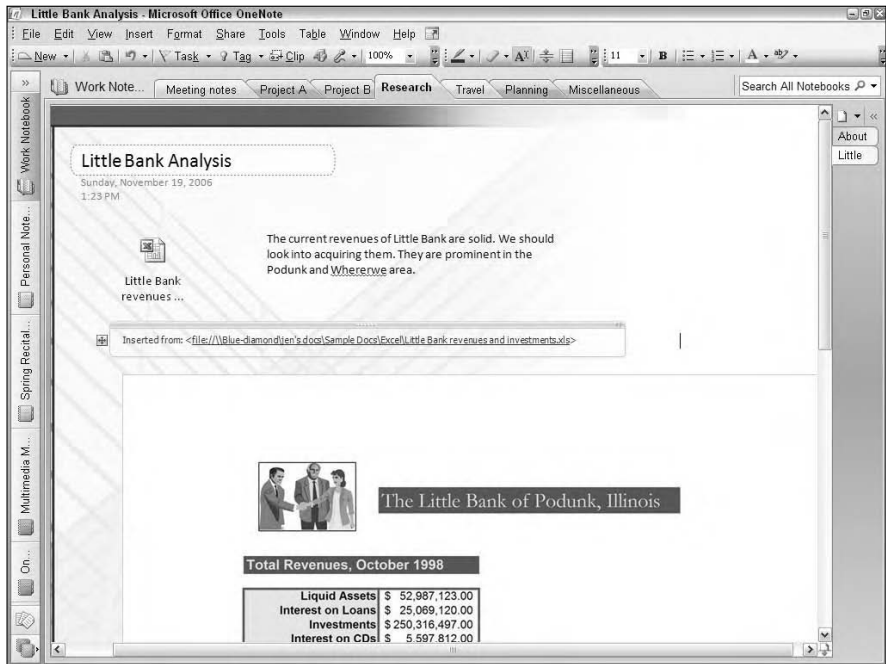 Little Bank Analysis - Microsoft Office OneNote
File Edit View Insert Format Share Tools Table Window Help
New Task Tag Clip 100% 11 B A ab
Work Note... Meeting notes Project A Project B Research Travel Planning Miscellaneous Search All Notebooks
About
Little
Work Notebook
Personal Note...
Spring Recital...
Multimedia M...
On...
Little Bank Analysis
Sunday, November 19, 2006
1:23 PM
Little Bank
revenues ...
The current revenues of Little Bank are solid. We should
look into acquiring them. They are prominent in the
Podunk and Whererwe area.
Inserted from: <file://\\Blue-diamond\jen's docs\Sample Docs\Excel\Little Bank revenues and investments.xls>
The Little Bank of Podunk, Illinois
Total Revenues, October 1998
Liquid Assets $ 52,987,123.00
Interest on Loans $ 25,069,120.00
Investments $ 250,316,497.00
Interest on CDs $ 5,597,812.00